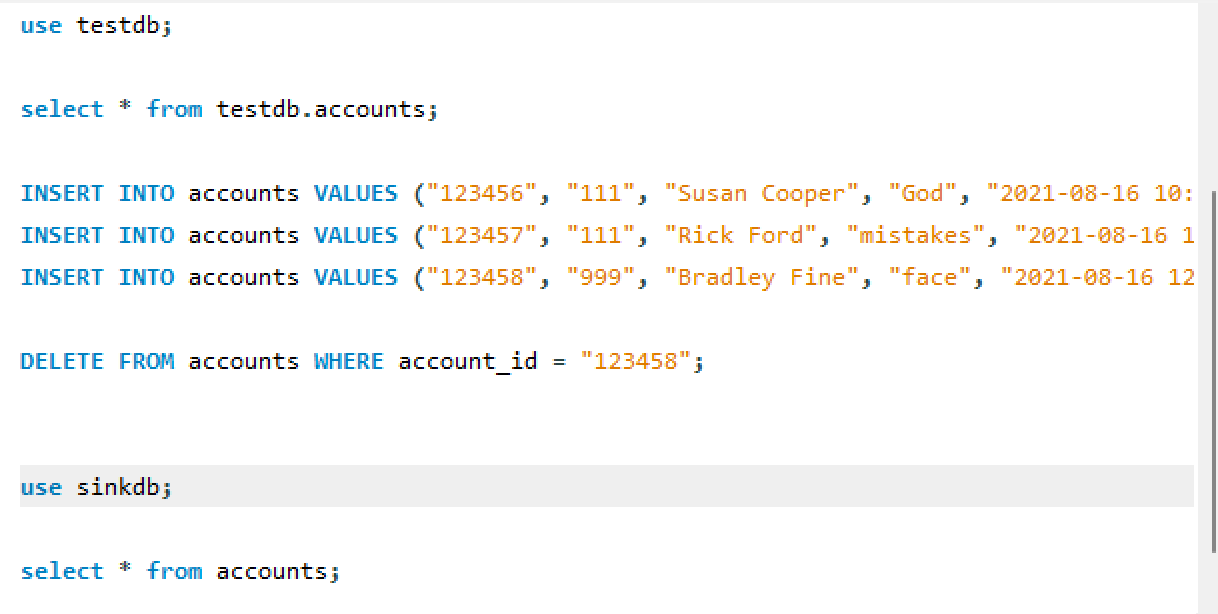 use testdb;
select * from testdb.accounts;
INSERT INTO accounts VALUES ("123456", "111", "Susan Cooper", "God", "2021-08-16 10:
INSERT INTO accounts VALUES ("123457", "111", "Rick Ford", "mistakes", "2021-08-16 1
INSERT INTO accounts VALUES ("123458", "999", "Bradley Fine", "face", "2021-08-16 12
DELETE FROM accounts WHERE account_id = "123458";
use sinkdb;
select * from accounts;